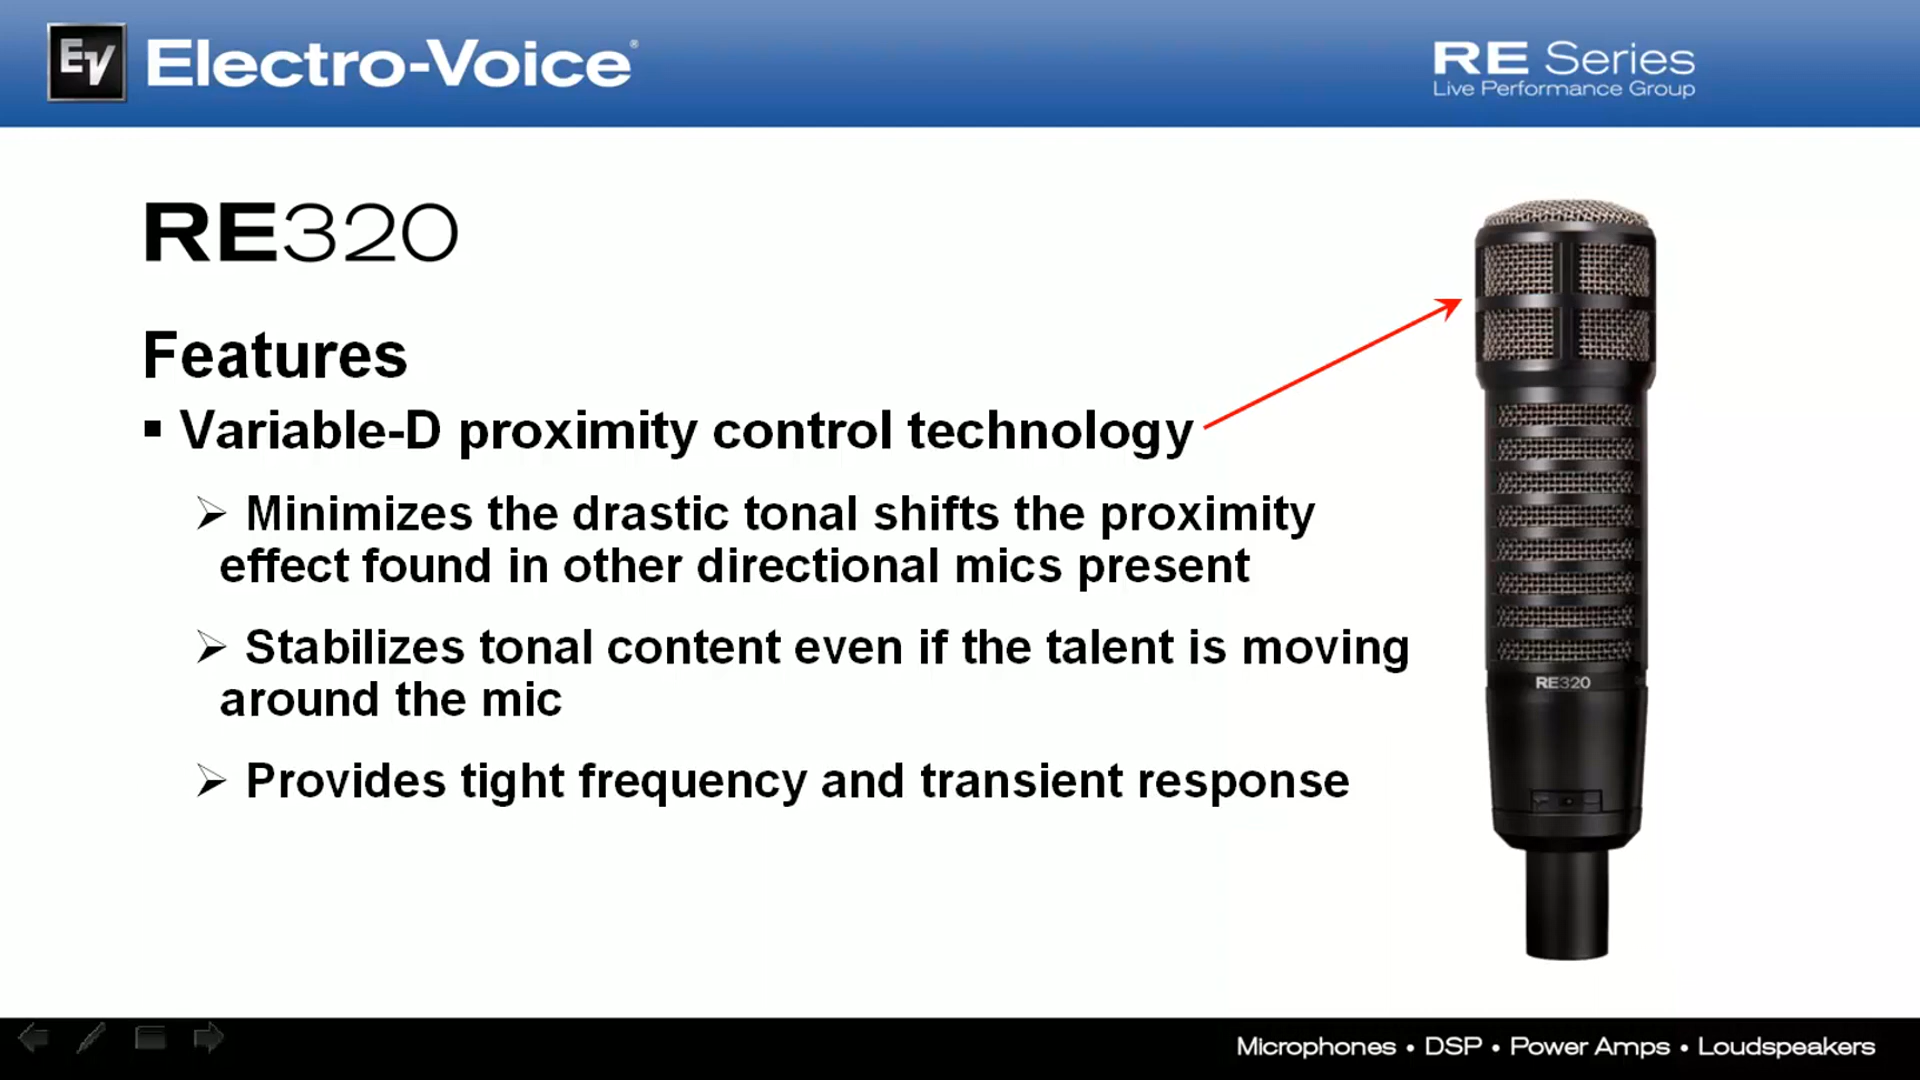 EV Electro-Voice®
RE Series
Live Performance Group
RE320
Features
▪ Variable-D proximity control technology
➢ Minimizes the drastic tonal shifts the proximity
effect found in other directional mics present
➢ Stabilizes tonal content even if the talent is moving
around the mic
➢ Provides tight frequency and transient response
RE320
Microphones • DSP • Power Amps • Loudspeakers